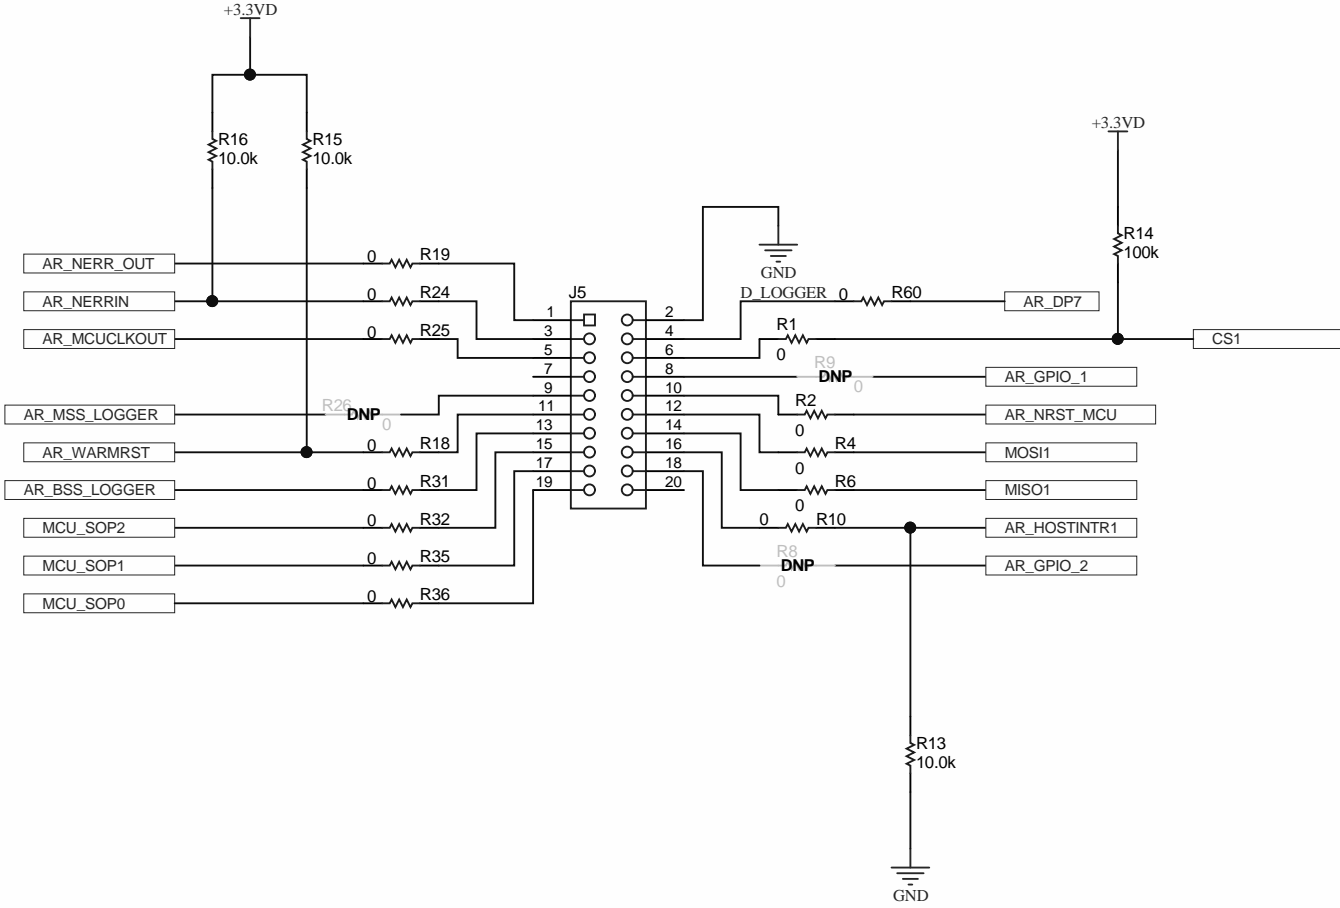 +3.3VD
R16
10.0k
R15
10.0k
+3.3VD
R14
100k
GND
AR_NERR_OUT
0
R19
AR_NERRIN
0
R24
AR_MCUCLKOUT
0
R25
AR_MSS_LOGGER
R26
DNP
0
AR_WARMRST
0
R18
AR_BSS_LOGGER
0
R31
MCU_SOP2
0
R32
MCU_SOP1
0
R35
MCU_SOP0
0
R36
J5
1
2
3
4
5
6
7
8
9
10
11
12
13
14
15
16
17
18
19
20
D_LOGGER
0
R60
AR_DP7
R1
0
CS1
R9
DNP
0
AR_GPIO_1
R2
0
AR_NRST_MCU
R4
0
MOSI1
R6
0
MISO1
0
R10
AR_HOSTINTR1
R8
DNP
0
AR_GPIO_2
R13
10.0k
GND